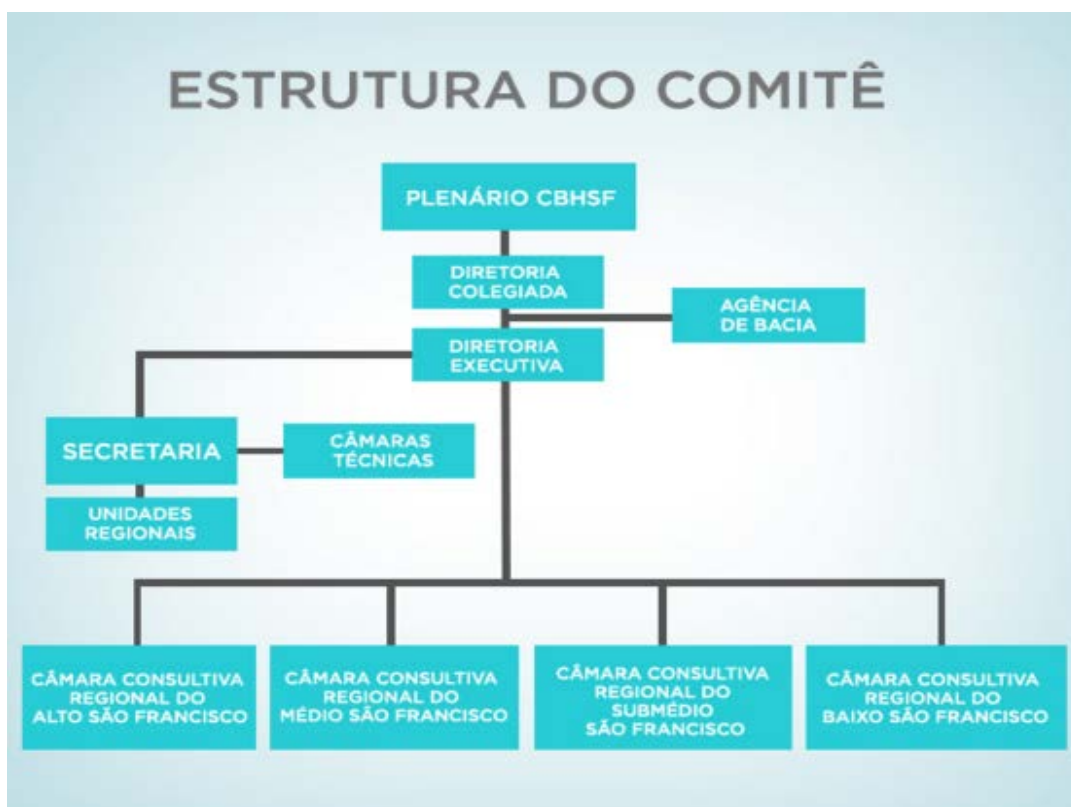 ESTRUTURA DO COMITÊ
PLENÁRIO CBHSF
DIRETORIA
COLEGIADA
AGÊNCIA
DE BACIA
DIRETORIA
EXECUTIVA
SECRETARIA
CÂMARAS
TÉCNICAS
UNIDADES
REGIONAIS
CÂMARA CONSULTIVA
REGIONAL DO
ALTO SÃO FRANCISCO
CÂMARA CONSULTIVA
REGIONAL DO
MÉDIO SÃO FRANCISCO
CÂMARA CONSULTIVA
REGIONAL DO
SUBMÉDIO
SÃO FRANCISCO
CÂMARA CONSULTIVA
REGIONAL DO
BAIXO SÃO FRANCISCO